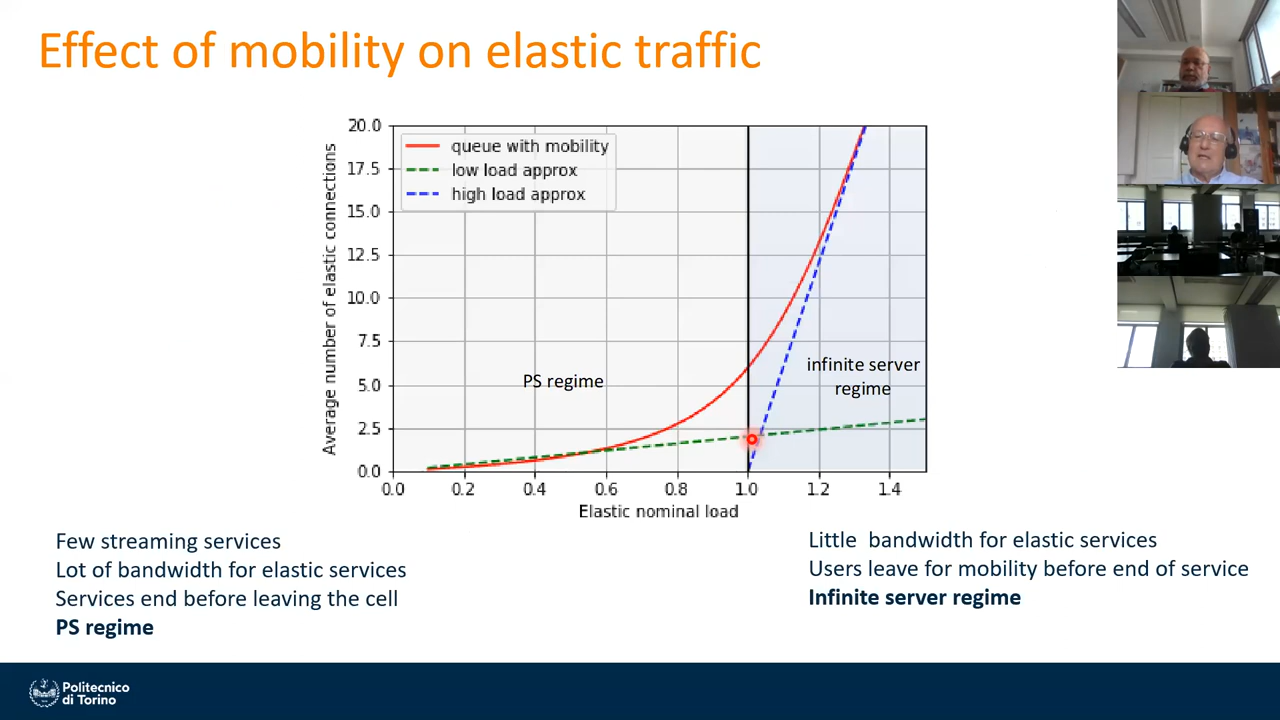 Effect of mobility on elastic traffic
20.0
17.5
15.0
12.5
10.0
7.5
5.0
2.5
0.0
Average number of elastic connections
queue with mobility
low load approx
high load approx
PS regime
infinite server
regime
0.0 0.2 0.4 0.6 0.8 1.0 1.2 1.4
Elastic nominal load
Few streaming services
Lot of bandwidth for elastic services
Services end before leaving the cell
PS regime
Little bandwidth for elastic services
Users leave for mobility before end of service
Infinite server regime
Politecnico
di Torino